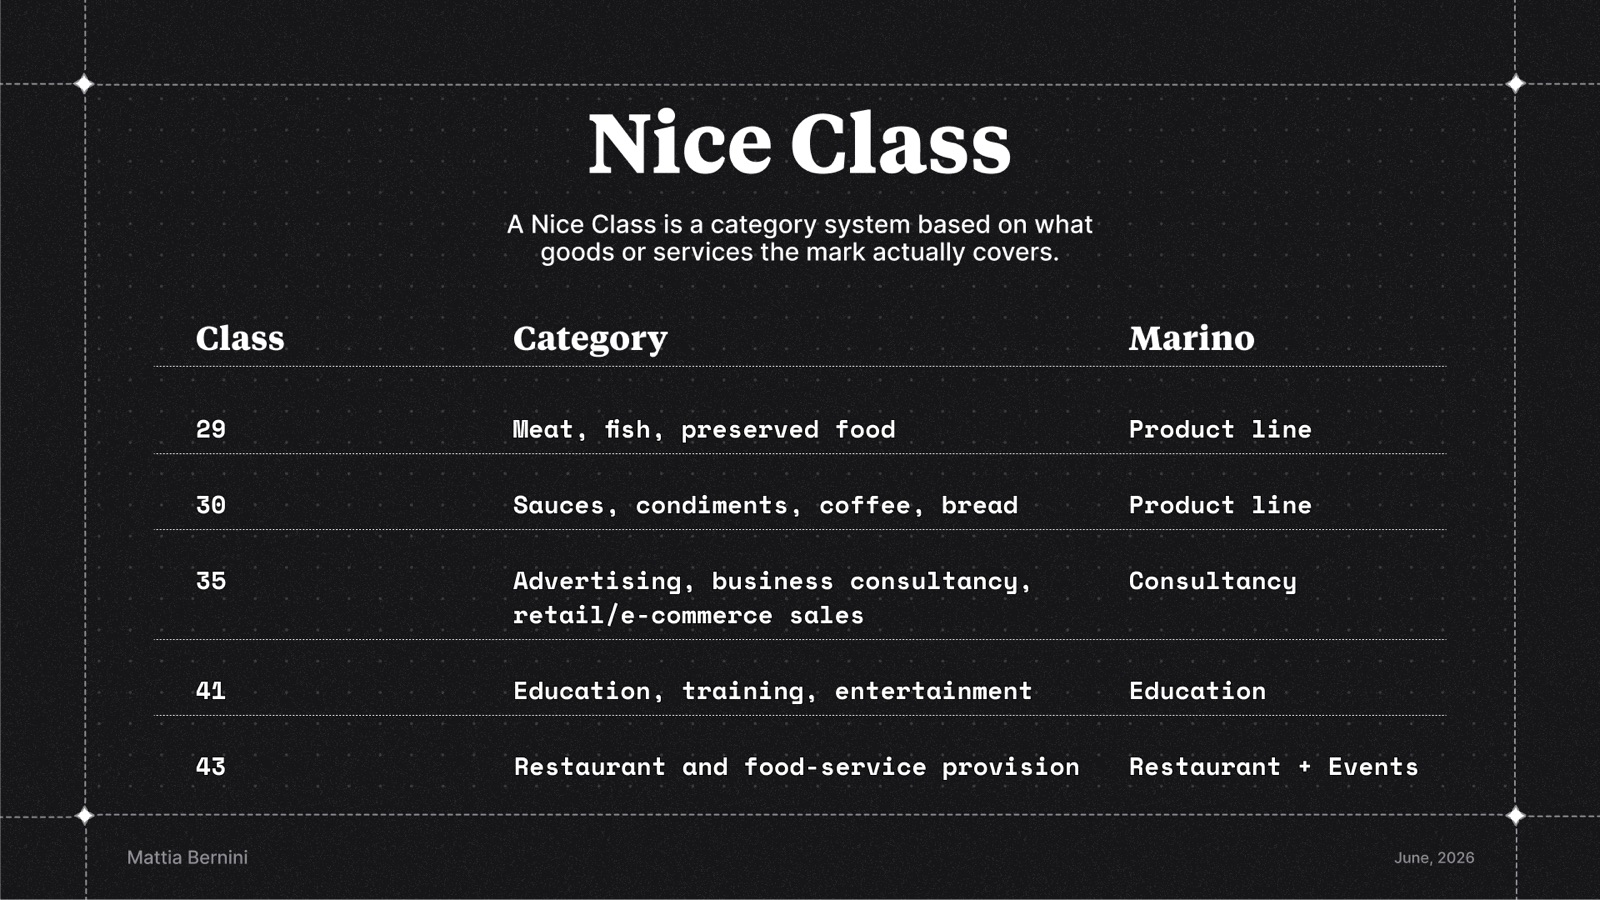 Nice Class
A Nice Class is a category system based on what
goods or services the mark actually covers.
Class Category Marino
29 Meat, fish, preserved food Product line
30 Sauces, condiments, coffee, bread Product line
35 Advertising, business consultancy, Consultancy
retail/e-commerce sales
41 Education, training, entertainment Education
43 Restaurant and food-service provision Restaurant + Events
Mattia Bernini June, 2026